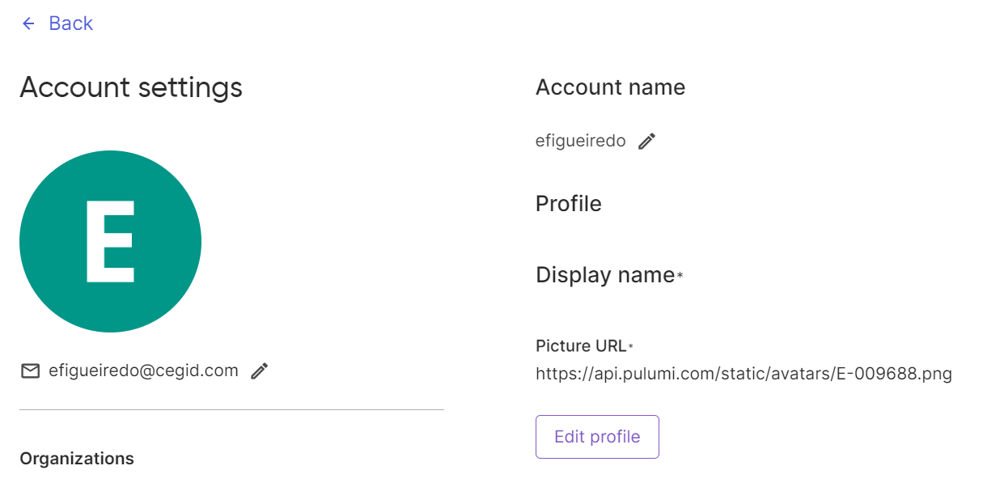 Back
Account settings
E
efigueiredo@cegid.com
Organizations
Account name
efigueiredo
Profile
Display name*
Picture URL*
https://api.pulumi.com/static/avatars/E-009688.png
Edit profile